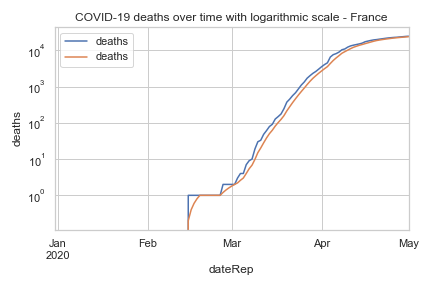 COVID-19 deaths over time with logarithmic scale - France
deaths
deaths
10⁴
10³
10²
10¹
10⁰
deaths
Jan Feb Mar Apr May
2020
dateRep